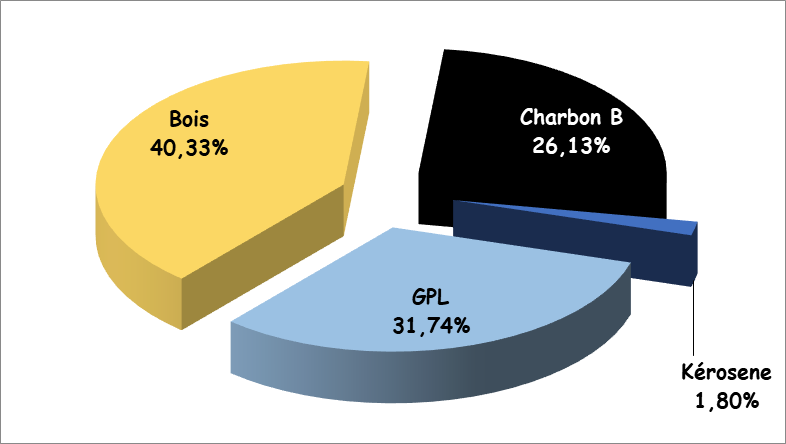 Bois
40,33%
Charbon B
26,13%
GPL
31,74%
Kérosene
1,80%